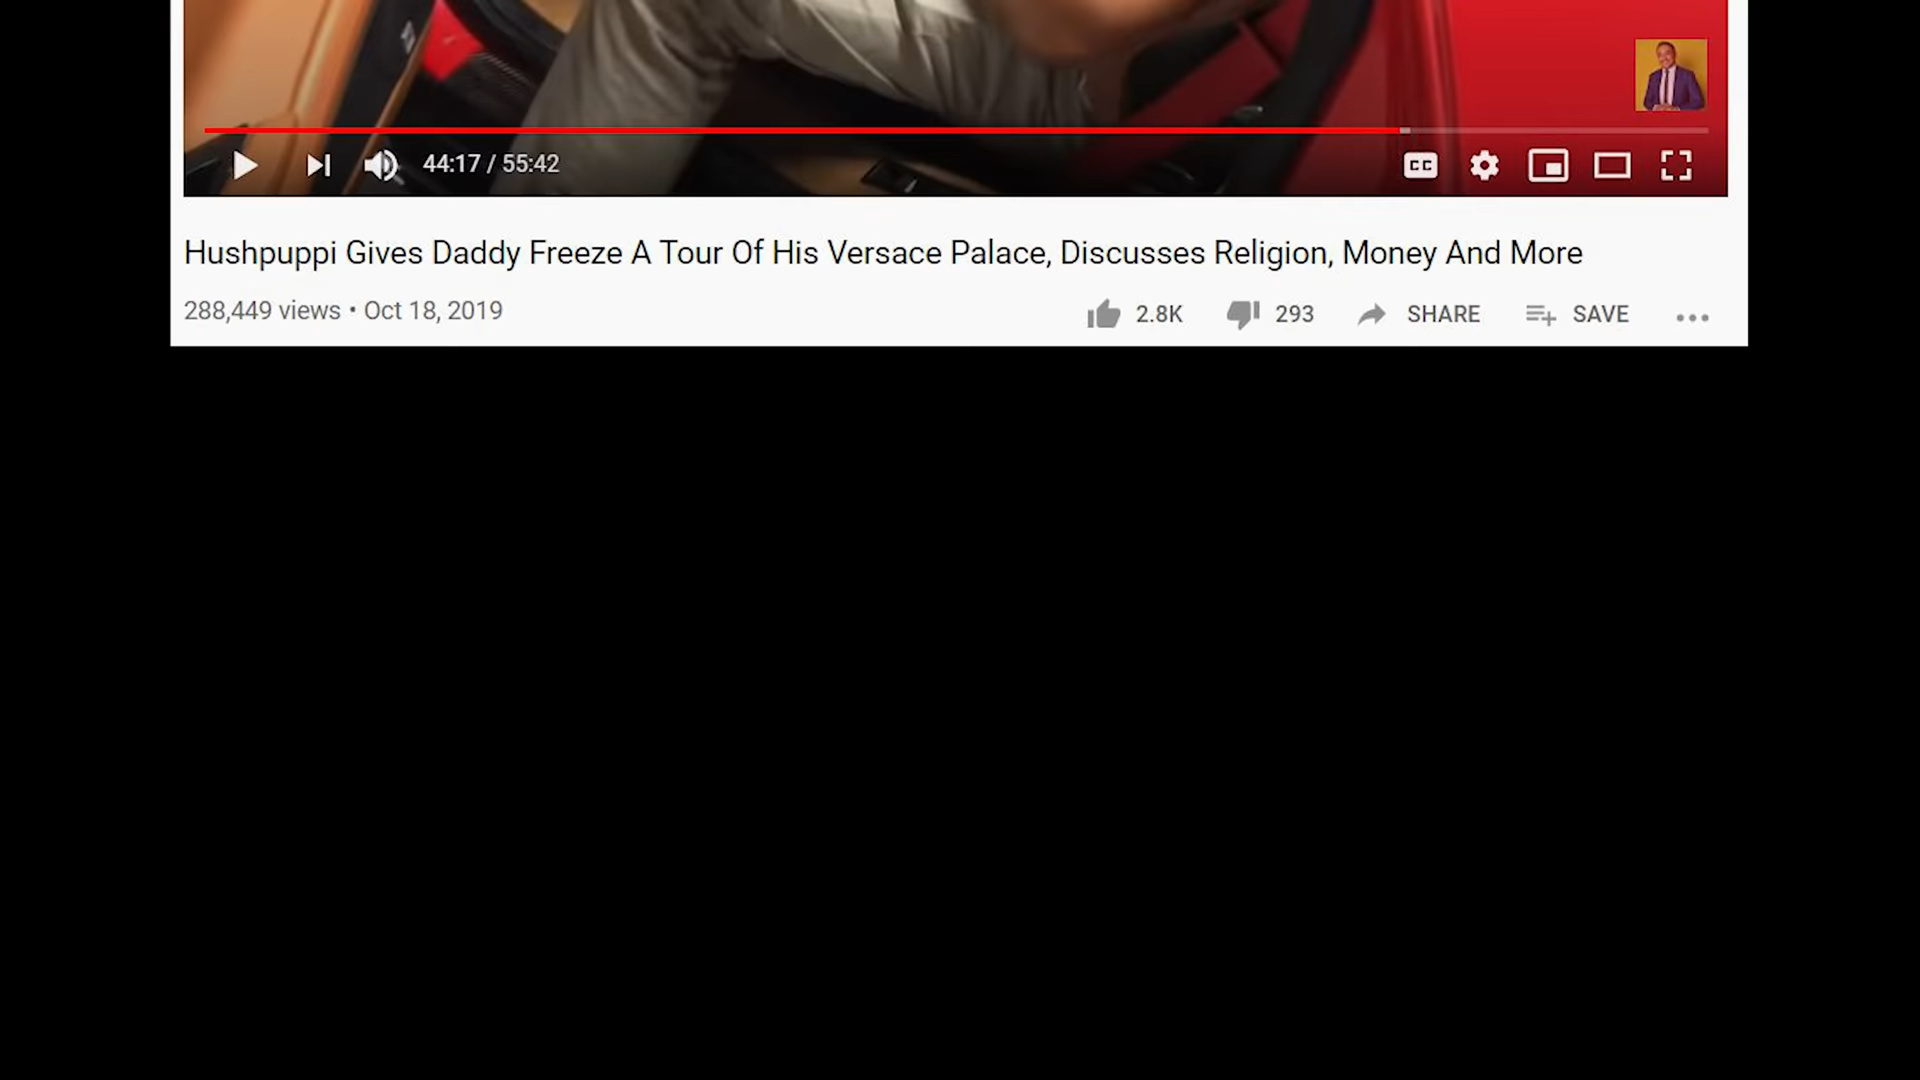 44:17 / 55:42
CC
Hushpuppi Gives Daddy Freeze A Tour Of His Versace Palace, Discusses Religion, Money And More
288,449 views • Oct 18, 2019 2.8K 293 SHARE SAVE